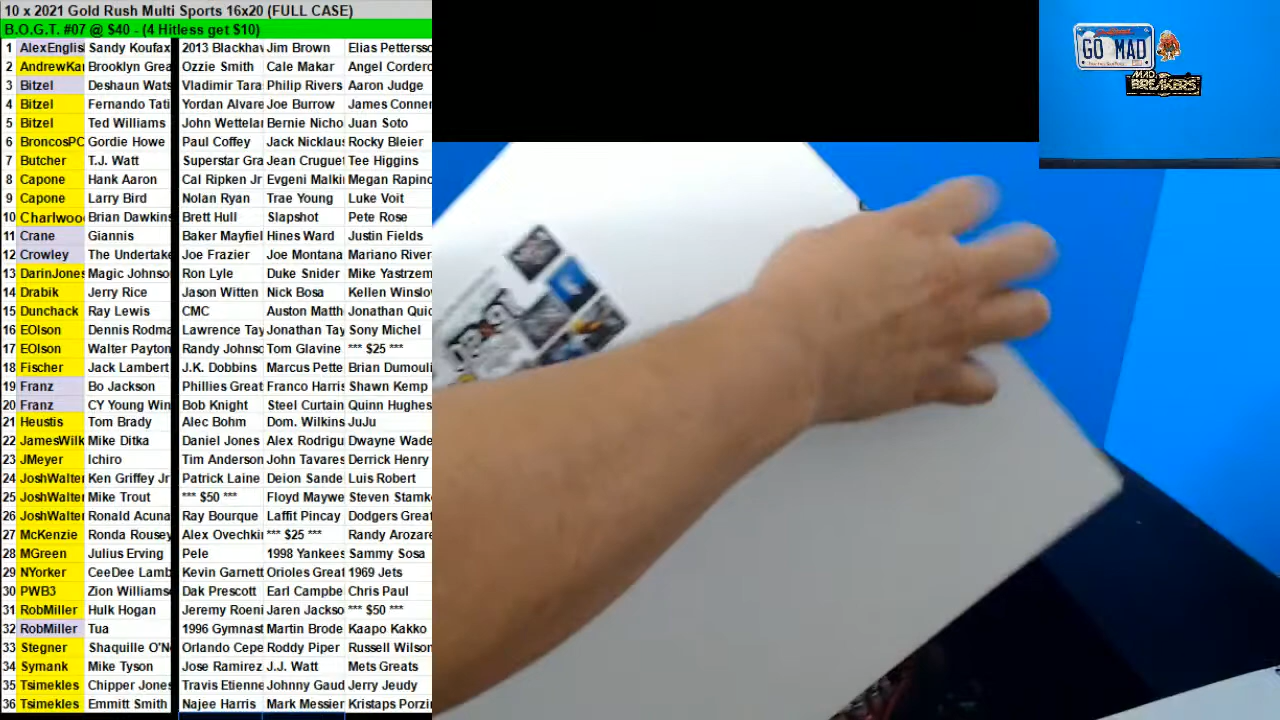 10 x 2021 Gold Rush Multi Sports 16x20 (FULL CASE)
B.O.G.T. #07 @ $40 - (4 Hitless get $10)
1 AlexEnglis Sandy Koufax 2013 Blackhav Jim Brown Elias Petterssc
2 AndrewKar Brooklyn Grea Ozzie Smith Cale Makar Angel Cordero
3 Bitzel Deshaun Wats Vladimir Tara Philip Rivers Aaron Judge
4 Bitzel Fernando Tati Yordan Alvare Joe Burrow James Conner
5 Bitzel Ted Williams John Wettelar Bernie Nicho Juan Soto
6 BroncosPC Gordie Howe Paul Coffey Jack Nicklaus Rocky Bleier
7 Butcher T.J. Watt Superstar Gra Jean Cruguet Tee Higgins
8 Capone Hank Aaron Cal Ripken Jr Evgeni Malkir Megan Rapino
9 Capone Larry Bird Nolan Ryan Trae Young Luke Voit
10 Charlwooc Brian Dawkins Brett Hull Slapshot Pete Rose
11 Crane Giannis Baker Mayfiel Hines Ward Justin Fields
12 Crowley The Undertake Joe Frazier Joe Montana Mariano River
13 DarinJones Magic Johnso Ron Lyle Duke Snider Mike Yastrzem
14 Drabik Jerry Rice Jason Witten Nick Bosa Kellen Winslov
15 Dunchack Ray Lewis CMC Auston Matth Jonathan Quic
16 EOlson Dennis Rodma Lawrence Tay Jonathan Tay Sony Michel
17 EOlson Walter Payton Randy Johnso Tom Glavine *** $25 ***
18 Fischer Jack Lambert J.K. Dobbins Marcus Pette Brian Dumouli
19 Franz Bo Jackson Phillies Great Franco Harris Shawn Kemp
20 Franz CY Young Win Bob Knight Steel Curtain Quinn Hughes
21 Heustis Tom Brady Alec Bohm Dom. Wilkins JuJu
22 JamesWilk Mike Ditka Daniel Jones Alex Rodrigu Dwayne Wade
23 JMeyer Ichiro Tim Anderson John Tavares Derrick Henry
24 JoshWalter Ken Griffey Jr Patrick Laine Deion Sande Luis Robert
25 JoshWalter Mike Trout *** $50 *** Floyd Maywe Steven Stamk
26 JoshWalter Ronald Acuna Ray Bourque Laffit Pincay Dodgers Great
27 McKenzie Ronda Rousey Alex Ovechki *** $25 *** Randy Arozare
28 MGreen Julius Erving Pele 1998 Yankees Sammy Sosa
29 NYorker CeeDee Lamb Kevin Garnett Orioles Great 1969 Jets
30 PWB3 Zion Williams Dak Prescott Earl Campbe Chris Paul
31 RobMiller Hulk Hogan Jeremy Roeni Jaren Jackso *** $50 ***
32 RobMiller Tua 1996 Gymnast Martin Brode Kaapo Kakko
33 Stegner Shaquille O'N Orlando Cepe Roddy Piper Russell Wilson
34 Symank Mike Tyson Jose Ramirez J.J. Watt Mets Greats
35 Tsimekles Chipper Jones Travis Etienne Johnny Gaud Jerry Jeudy
36 Tsimekles Emmitt Smith Najee Harris Mark Messier Kristaps Porzi
GO MAD
MAD
BREAKERS